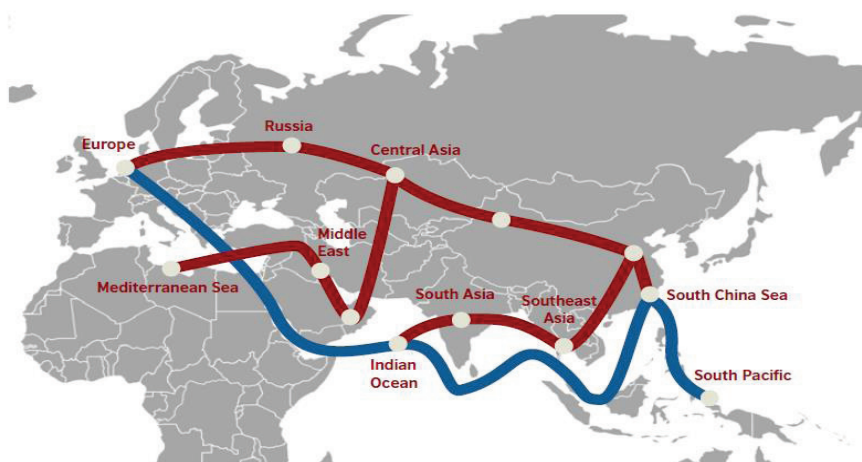 Russia
Europe
Central Asia
Middle
East
Mediterranean Sea
South Asia
Southeast
Asia
South China Sea
Indian
Ocean
South Pacific